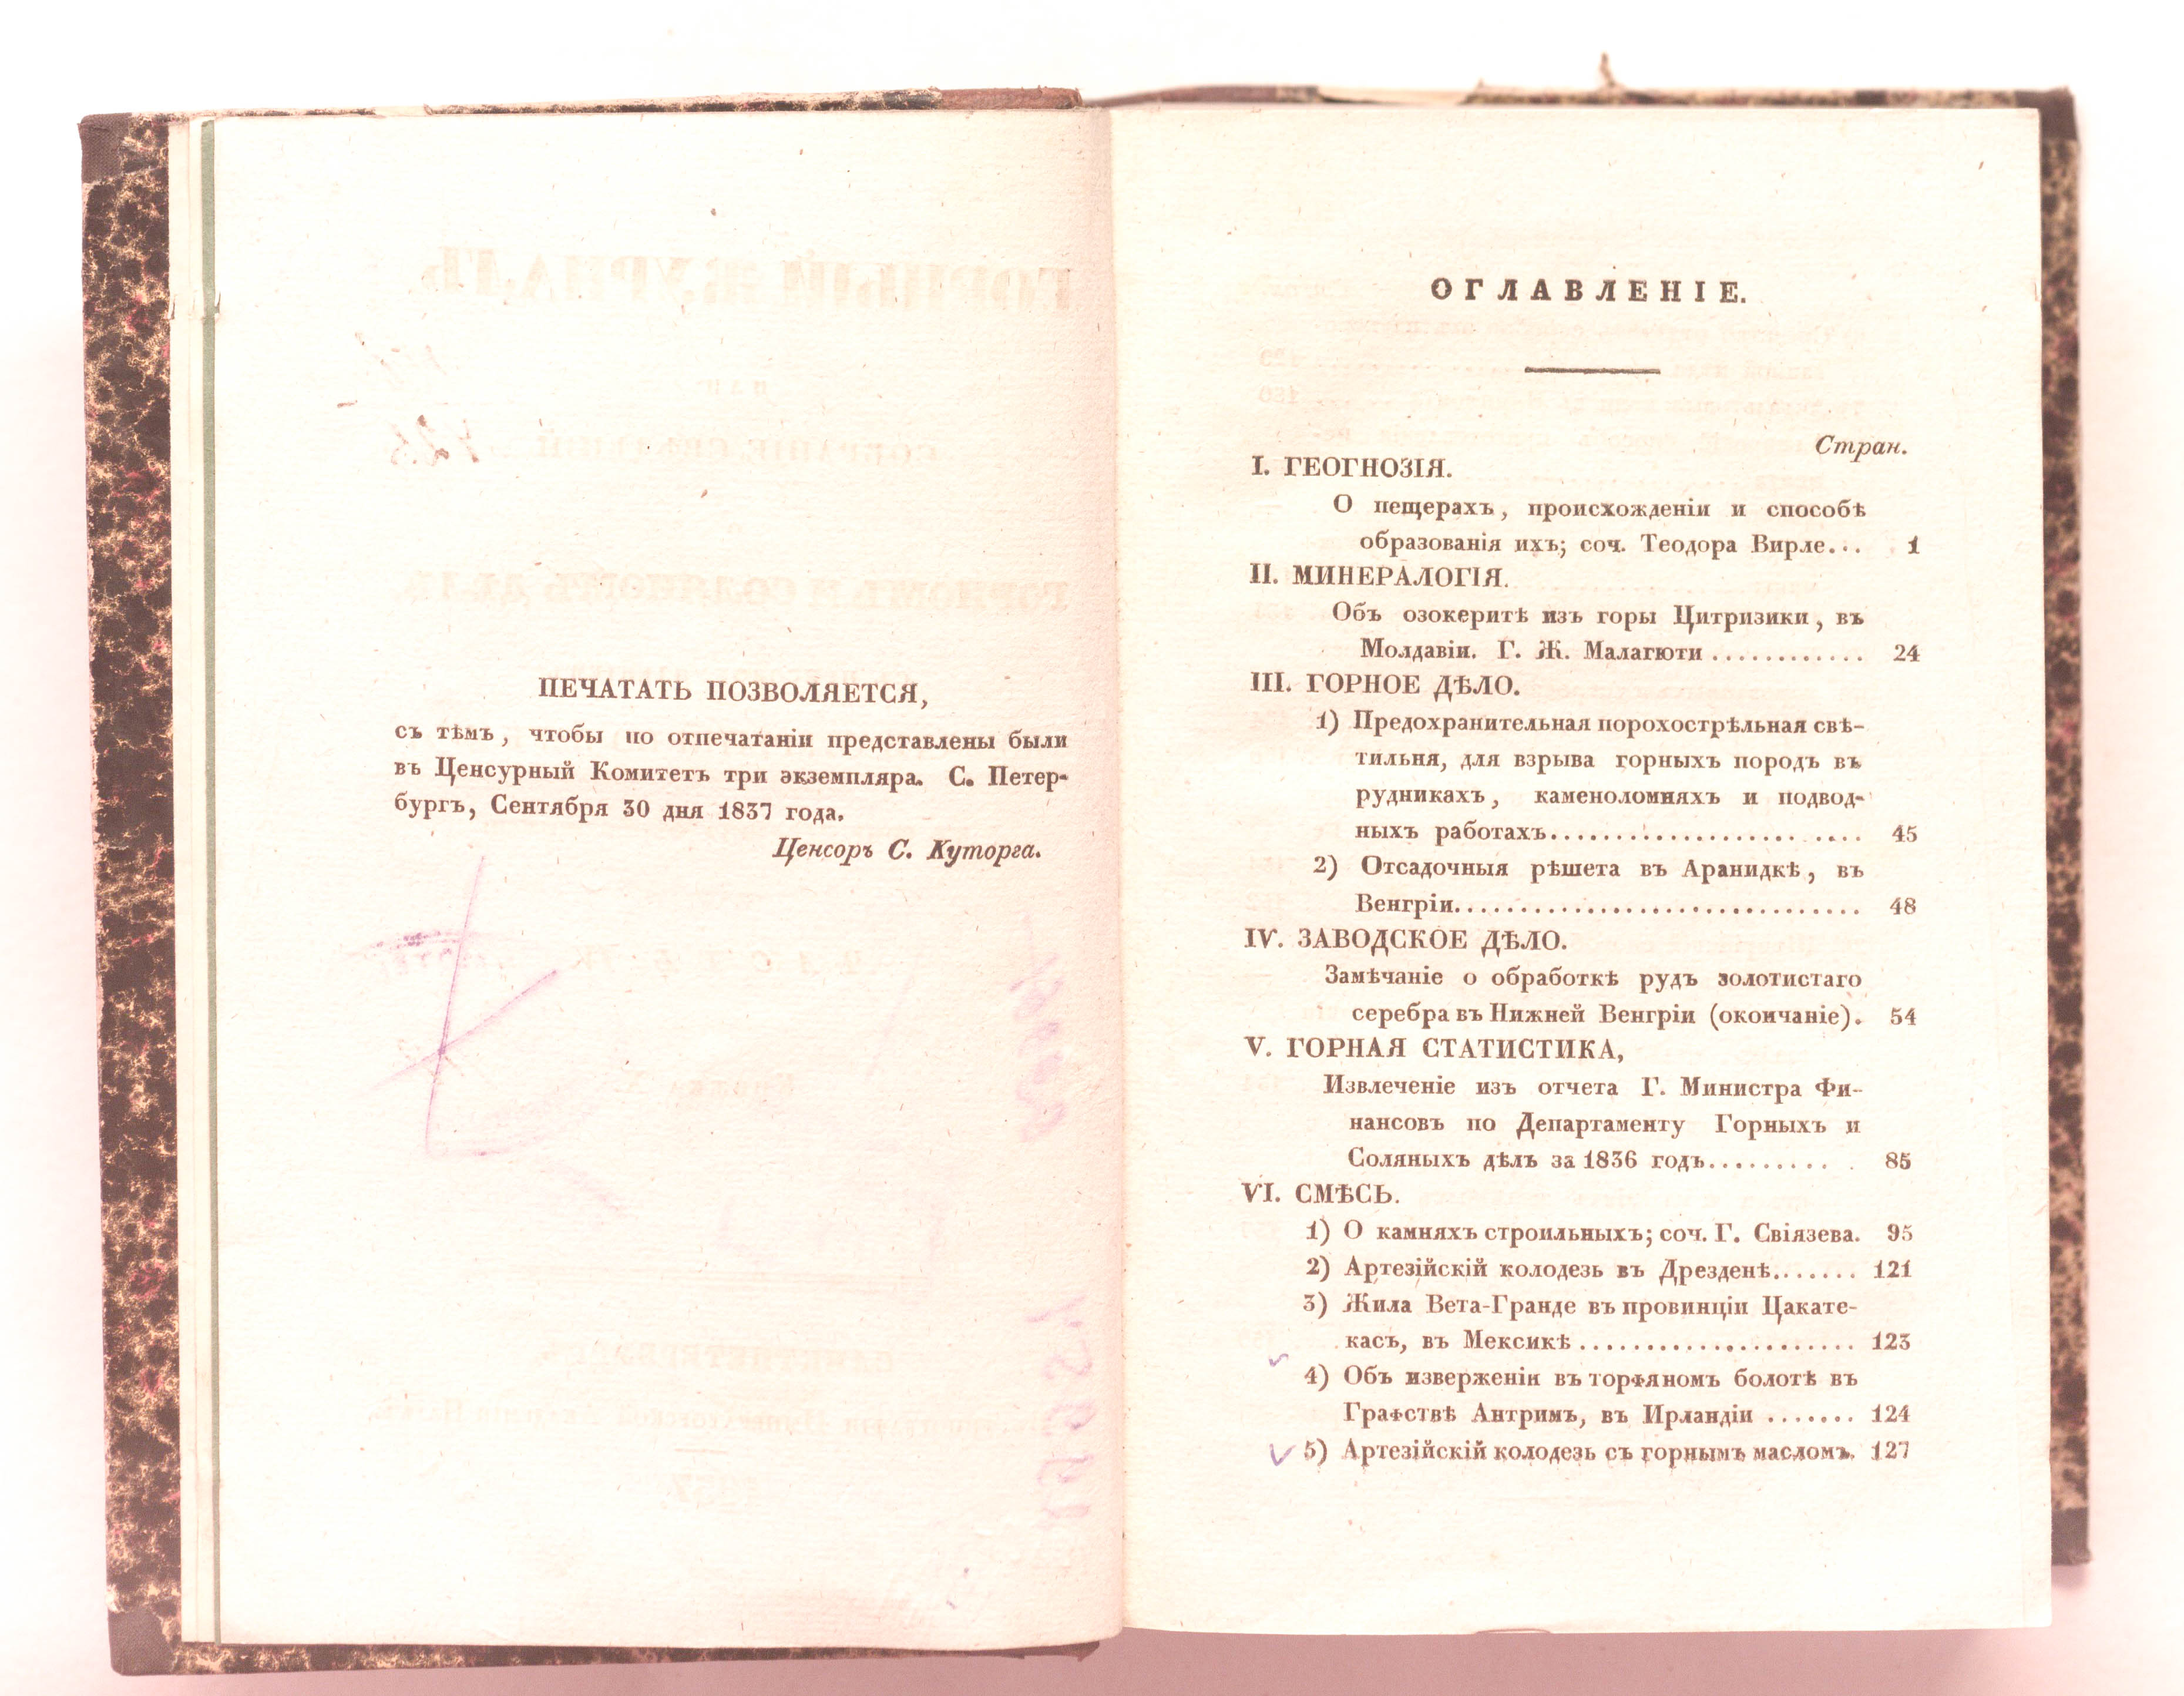 ПЕЧАТАТЬ ПОЗВОЛЯЕТСЯ,
съ тѣмъ, чтобы по отпечатаніи представлены были
въ Ценсурный Комитетъ три экземпляра. С. Петер-
бургъ, Сентября 30 дня 1837 года.
Ценсоръ С. Куторга.
ОГЛАВЛЕНІЕ.
Стран.
I. ГЕОГНОЗІЯ.
О пещерахъ, происхожденіи и способѣ
образованія ихъ; соч. Теодора Вирле... 1
II. МИНЕРАЛОГІЯ.
Объ озокеритѣ изъ горы Цитризики, въ
Молдавіи. Г. Ж. Малагюти ............ 24
III. ГОРНОЕ ДѢЛО.
1) Предохранительная порохострѣльная свѣ-
тильня, для взрыва горныхъ породъ въ
рудникахъ, каменоломняхъ и подвод-
ныхъ работахъ................... .... 45
2) Отсадочныя рѣшета въ Аранидкѣ, въ
Венгріи............................... 48
IV. ЗАВОДСКОЕ ДѢЛО.
Замѣчаніе о обработкѣ рудъ золотистаго
серебра въ Нижней Венгріи (окончаніе). 54
V. ГОРНАЯ СТАТИСТИКА,
Извлеченіе изъ отчета Г. Министра Фи-
нансовъ по Департаменту Горныхъ и
Соляныхъ дѣлъ за 1836 годъ......... . 85
VI. СМѢСЬ.
1) О камняхъ строильныхъ; соч. Г. Свіязева. 95
2) Артезійскій колодезь въ Дрезденѣ....... 121
3) Жила Вета-Гранде въ провинціи Цакате-
касъ, въ Мексикѣ ..................... 123
4) Объ изверженіи въ торфяномъ болотѣ въ
Графствѣ Антримъ, въ Ирландіи ....... 124
5) Артезійскій колодезь съ горнымъ масломъ. 127